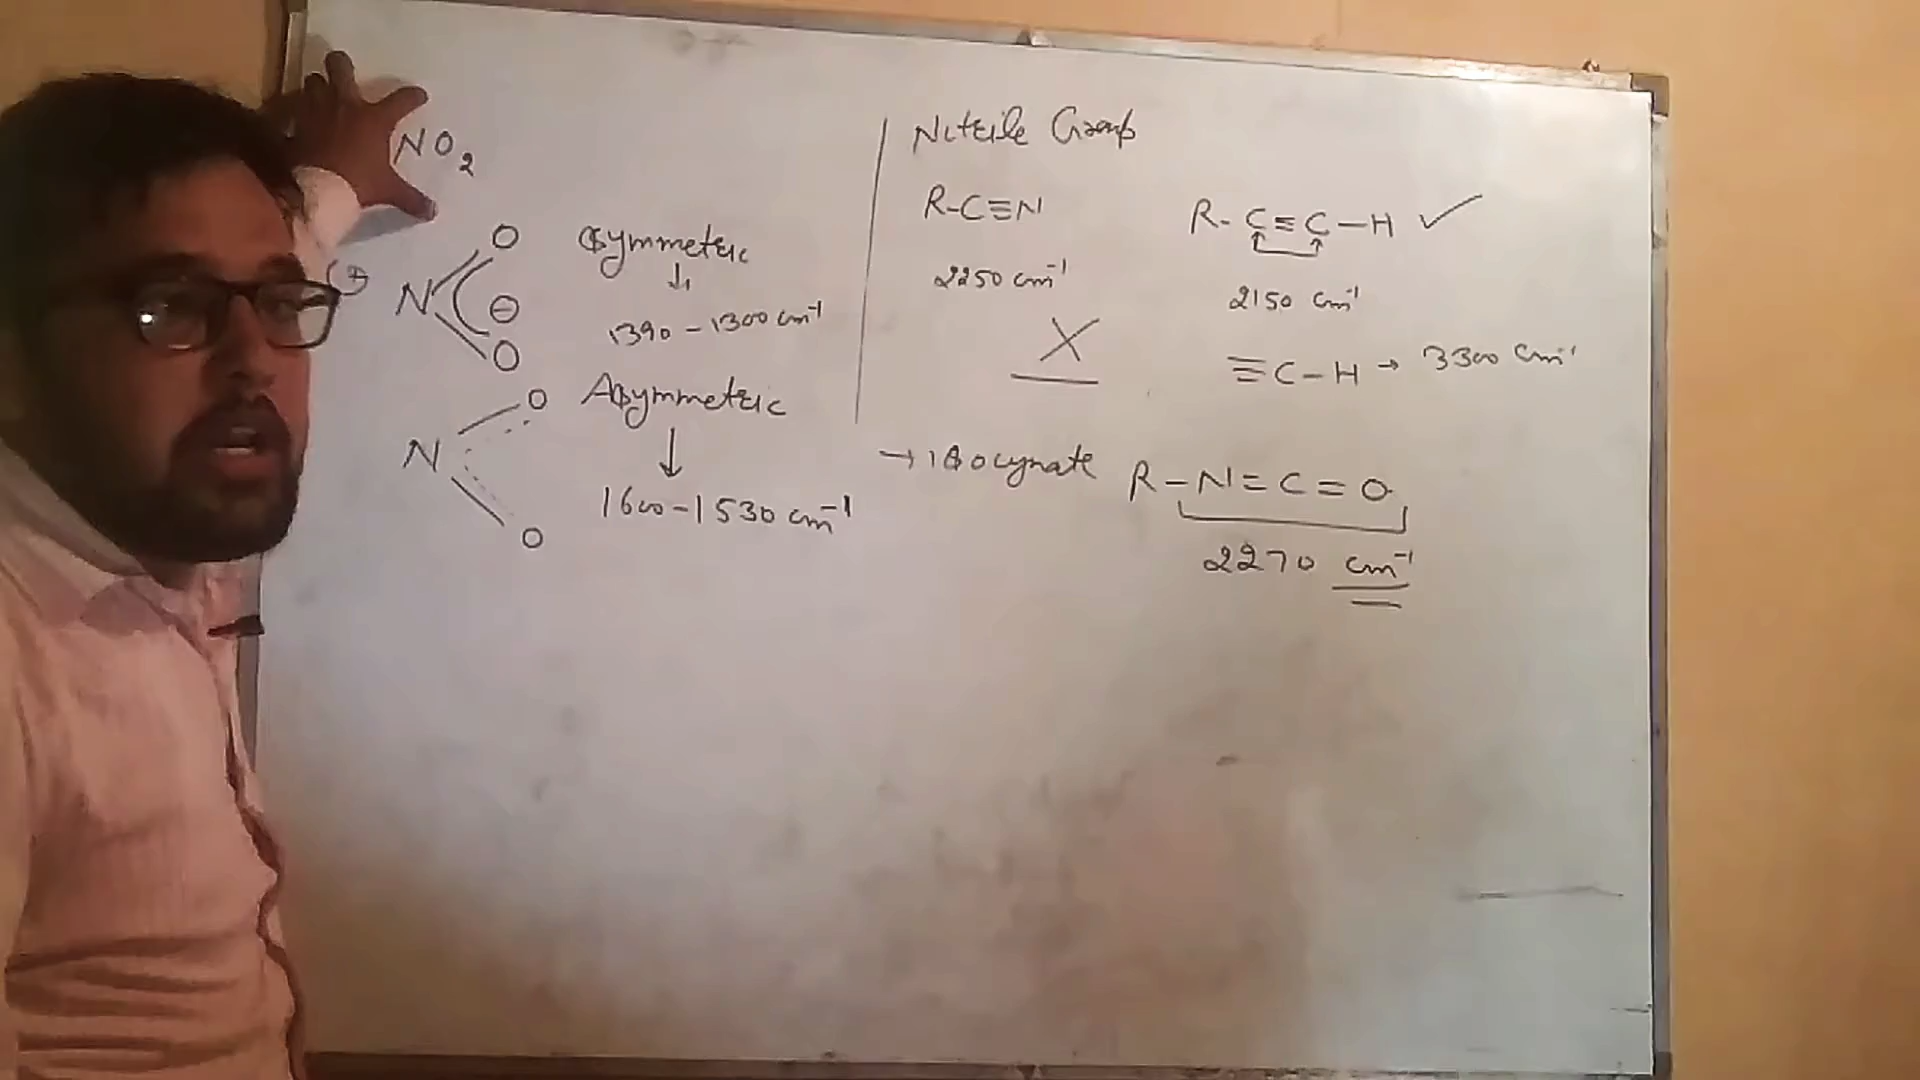 NO2
N O ⊖ O
Symmetric
↓
1390 - 1300 cm-1
N O O
ASymmetric
↓
1600-1530 cm-1
Nitrile Group
R-C≡N
2250 cm-1
X
R-C≡C-H ✓
2150 cm-1
≡C-H → 3300 cm-1
→ isocynate R-N=C=O
2270 cm-1